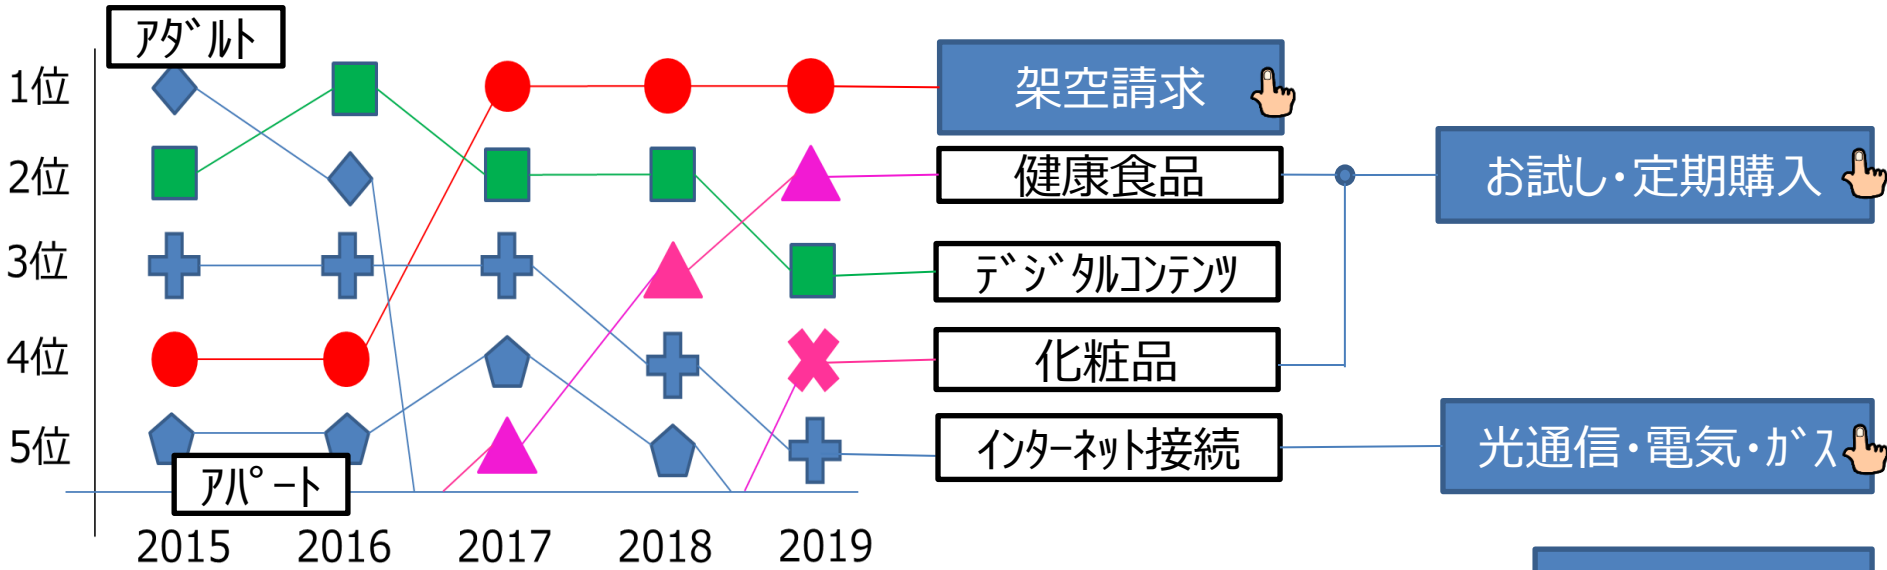 ｱﾀﾞﾙﾄ
1位
2位
3位
4位
5位
ｱﾊﾟｰﾄ
2015
2016
2017
2018
2019
架空請求
健康食品
ﾃﾞｼﾞﾀﾙｺﾝﾃﾝﾂ
化粧品
ｲﾝﾀｰﾈｯﾄ接続
お試し・定期購入
光通信・電気・ｶﾞｽ